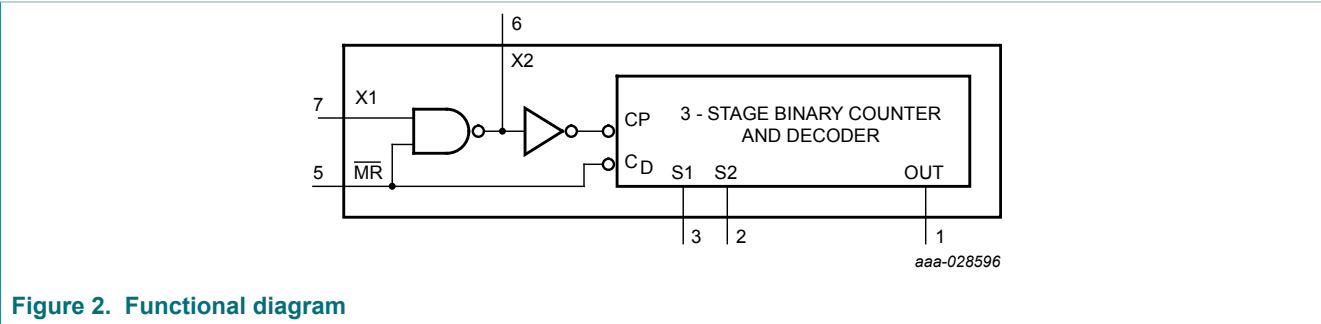 6
X2
7 X1
CP 3 - STAGE BINARY COUNTER
AND DECODER
5 MR CD S1 S2 OUT
3 2 1
aaa-028596
Figure 2. Functional diagram